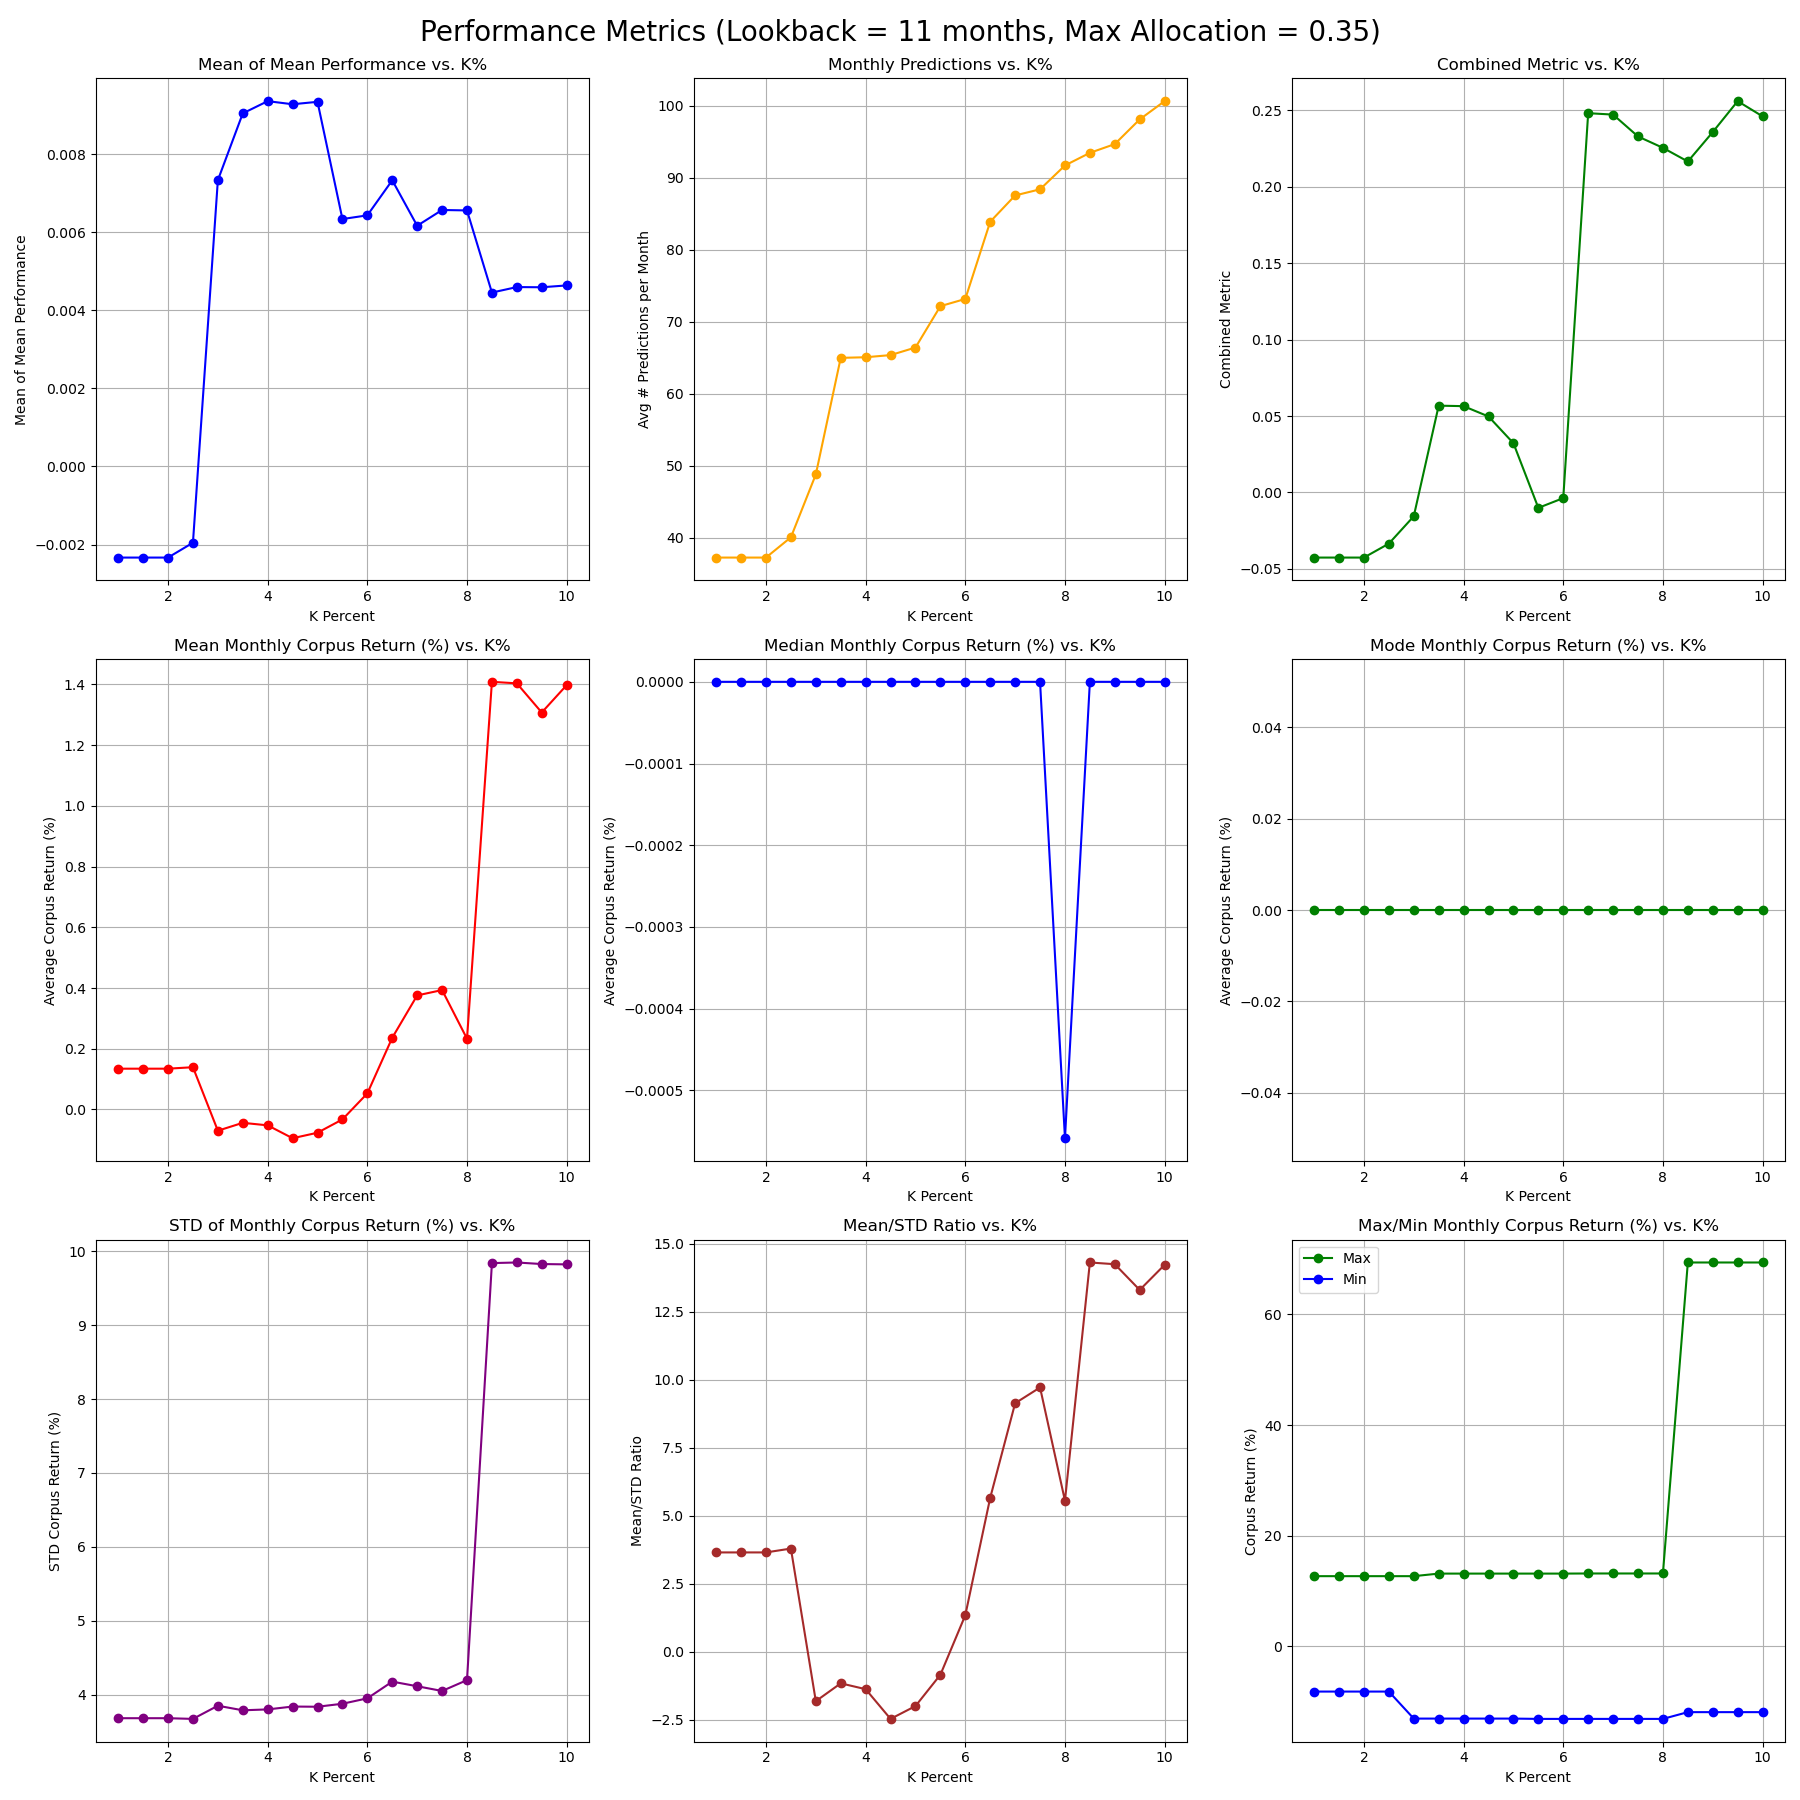 Performance Metrics (Lookback = 11 months, Max Allocation = 0.35)
Mean of Mean Performance vs. K%
Mean of Mean Performance
0.008
0.006
0.004
0.002
0.000
−0.002
2 4 6 8 10
K Percent
Monthly Predictions vs. K%
Avg # Predictions per Month
100
90
80
70
60
50
40
2 4 6 8 10
K Percent
Combined Metric vs. K%
Combined Metric
0.25
0.20
0.15
0.10
0.05
0.00
−0.05
2 4 6 8 10
K Percent
Mean Monthly Corpus Return (%) vs. K%
Average Corpus Return (%)
1.4
1.2
1.0
0.8
0.6
0.4
0.2
0.0
2 4 6 8 10
K Percent
Median Monthly Corpus Return (%) vs. K%
Average Corpus Return (%)
0.0000
−0.0001
−0.0002
−0.0003
−0.0004
−0.0005
2 4 6 8 10
K Percent
Mode Monthly Corpus Return (%) vs. K%
Average Corpus Return (%)
0.04
0.02
0.00
−0.02
−0.04
2 4 6 8 10
K Percent
STD of Monthly Corpus Return (%) vs. K%
STD Corpus Return (%)
10
9
8
7
6
5
4
2 4 6 8 10
K Percent
Mean/STD Ratio vs. K%
Mean/STD Ratio
15.0
12.5
10.0
7.5
5.0
2.5
0.0
−2.5
2 4 6 8 10
K Percent
Max/Min Monthly Corpus Return (%) vs. K%
Max
Min
Corpus Return (%)
60
40
20
0
2 4 6 8 10
K Percent